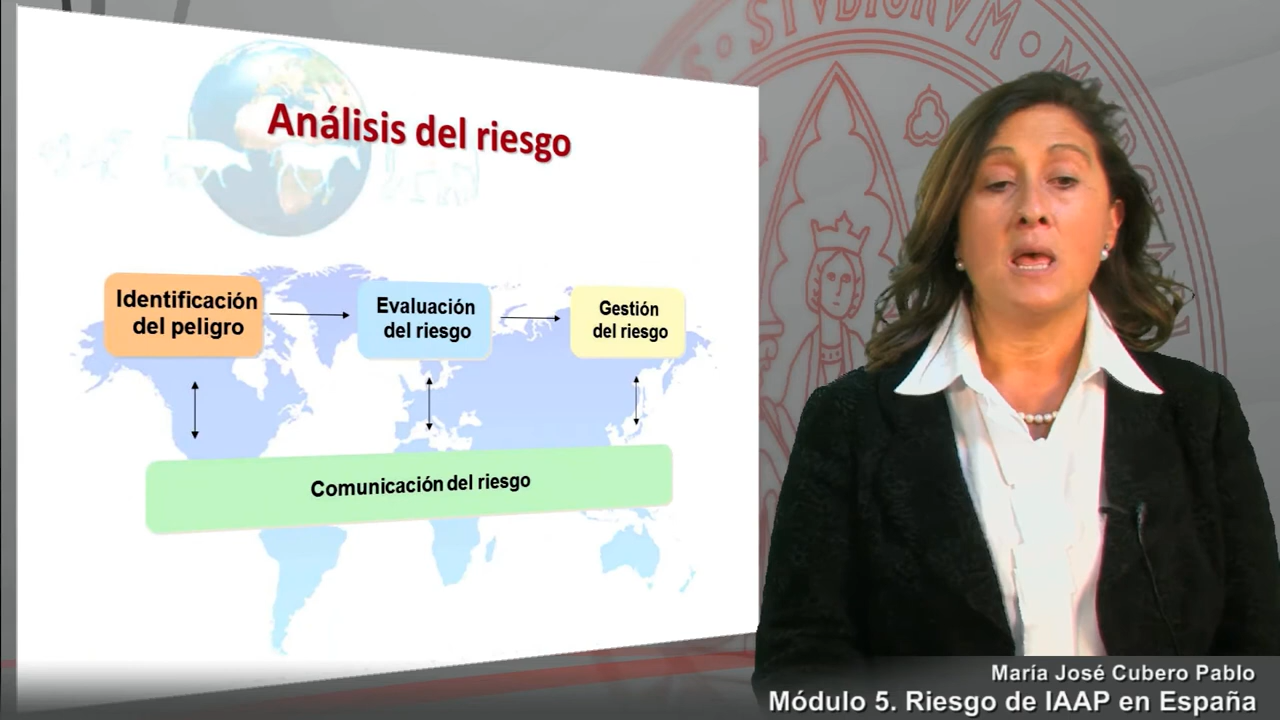 STVDIORVM
Análisis del riesgo
Identificación
del peligro
Evaluación
del riesgo
Gestión
del riesgo
Comunicación del riesgo
María José Cubero Pablo
Módulo 5. Riesgo de IAAP en España